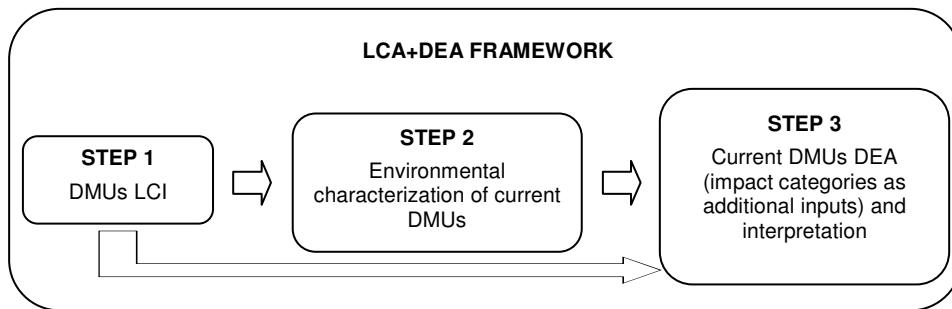 LCA+DEA FRAMEWORK
STEP 1
DMUs LCI
STEP 2
Environmental
characterization of current
DMUs
STEP 3
Current DMUs DEA
(impact categories as
additional inputs) and
interpretation